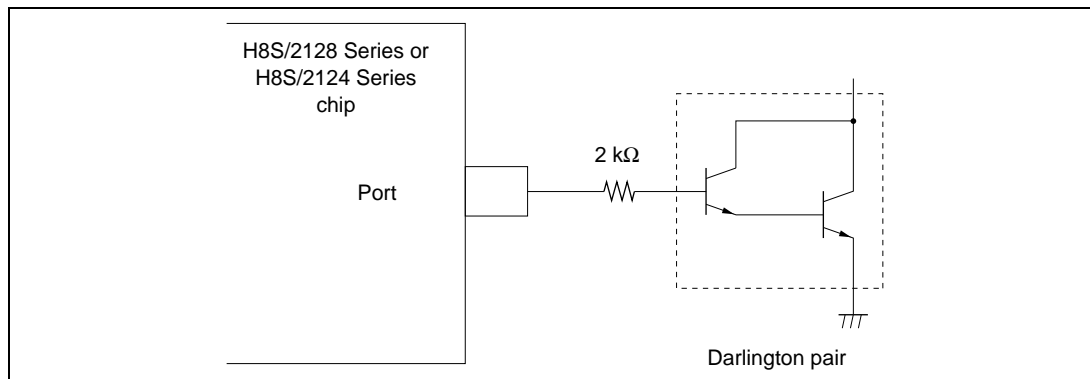 H8S/2128 Series or
H8S/2124 Series
chip
2 kΩ
Port
Darlington pair